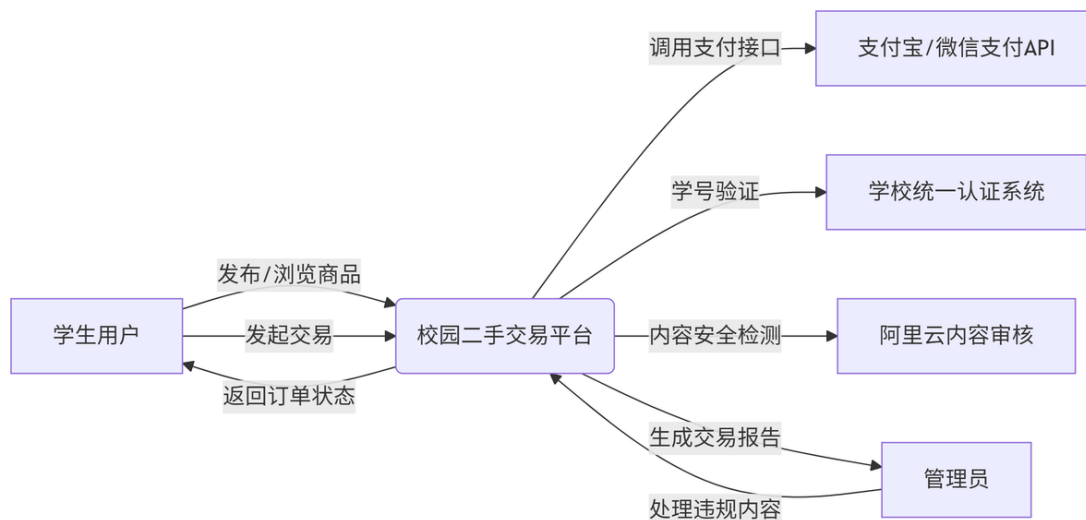 调用支付接口
支付宝/微信支付API
学号验证
学校统一认证系统
发布/浏览商品
学生用户
发起交易
校园二手交易平台
内容安全检测
阿里云内容审核
返回订单状态
生成交易报告
管理员
处理违规内容